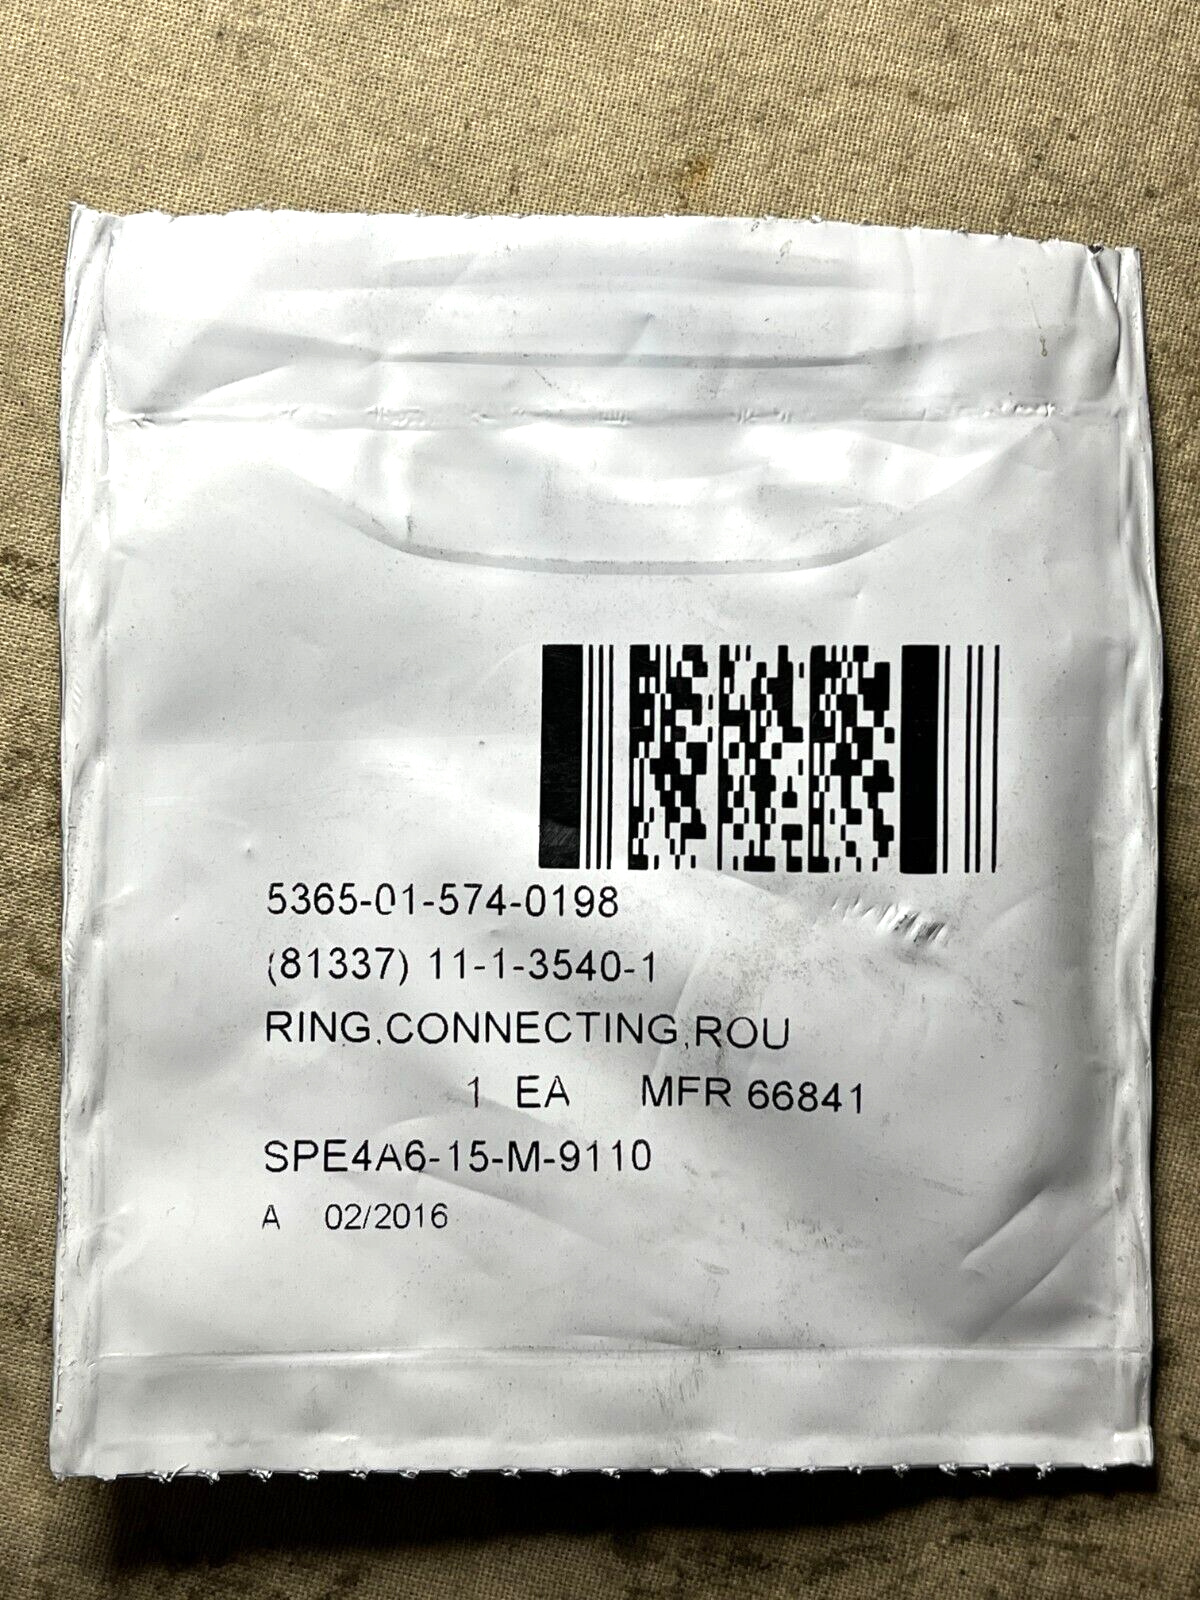 5365-01-574-0198
(81337) 11-1-3540-1
RING,CONNECTING,ROU
1 EA MFR 66841
SPE4A6-15-M-9110
A 02/2016